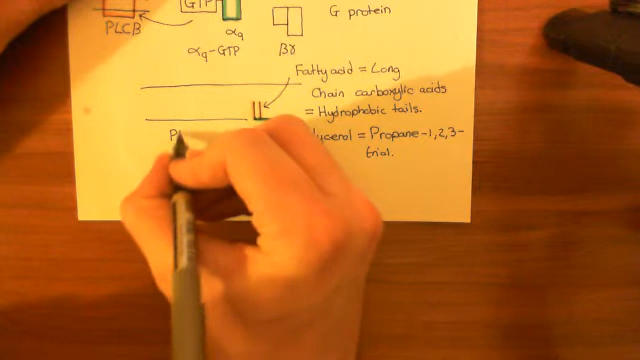 GTP
G protein
PLCB
αq
αq-GTP
βγ
Fatty acid = Long
Chain carboxylic acids
= Hydrophobic tails.
lycerol = Propane-1,2,3-
trial.
P